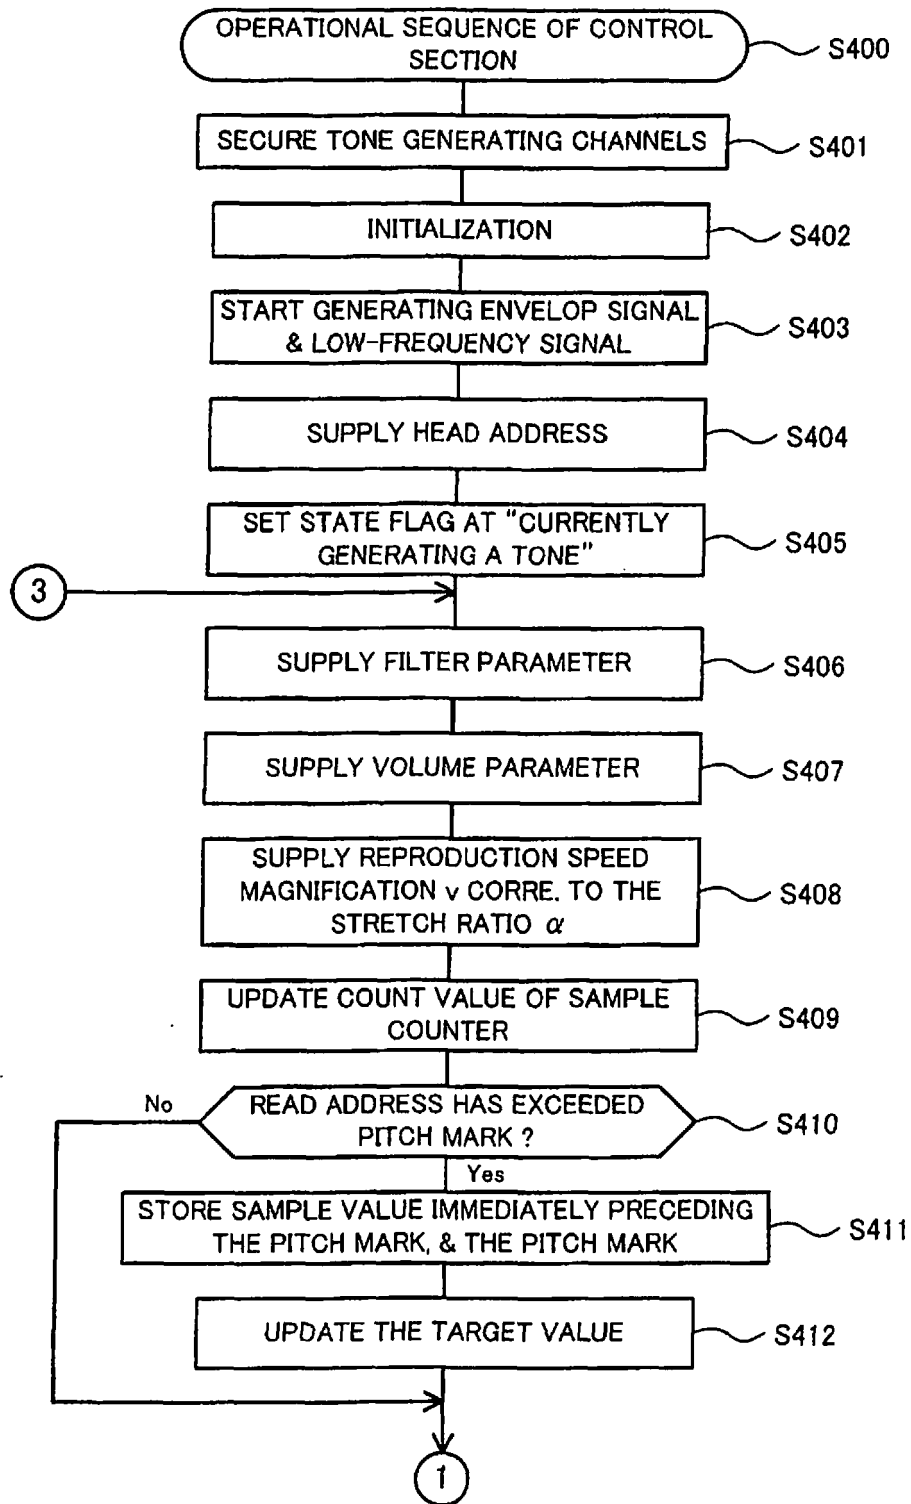 OPERATIONAL SEQUENCE OF CONTROL
SECTION
S400
SECURE TONE GENERATING CHANNELS
S401
INITIALIZATION
S402
START GENERATING ENVELOP SIGNAL
& LOW-FREQUENCY SIGNAL
S403
SUPPLY HEAD ADDRESS
S404
SET STATE FLAG AT "CURRENTLY
GENERATING A TONE"
S405
3
SUPPLY FILTER PARAMETER
S406
SUPPLY VOLUME PARAMETER
S407
SUPPLY REPRODUCTION SPEED
MAGNIFICATION v CORRE. TO THE
STRETCH RATIO α
S408
UPDATE COUNT VALUE OF SAMPLE
COUNTER
S409
No
READ ADDRESS HAS EXCEEDED
PITCH MARK ?
S410
Yes
STORE SAMPLE VALUE IMMEDIATELY PRECEDING
THE PITCH MARK, & THE PITCH MARK
S411
UPDATE THE TARGET VALUE
S412
1